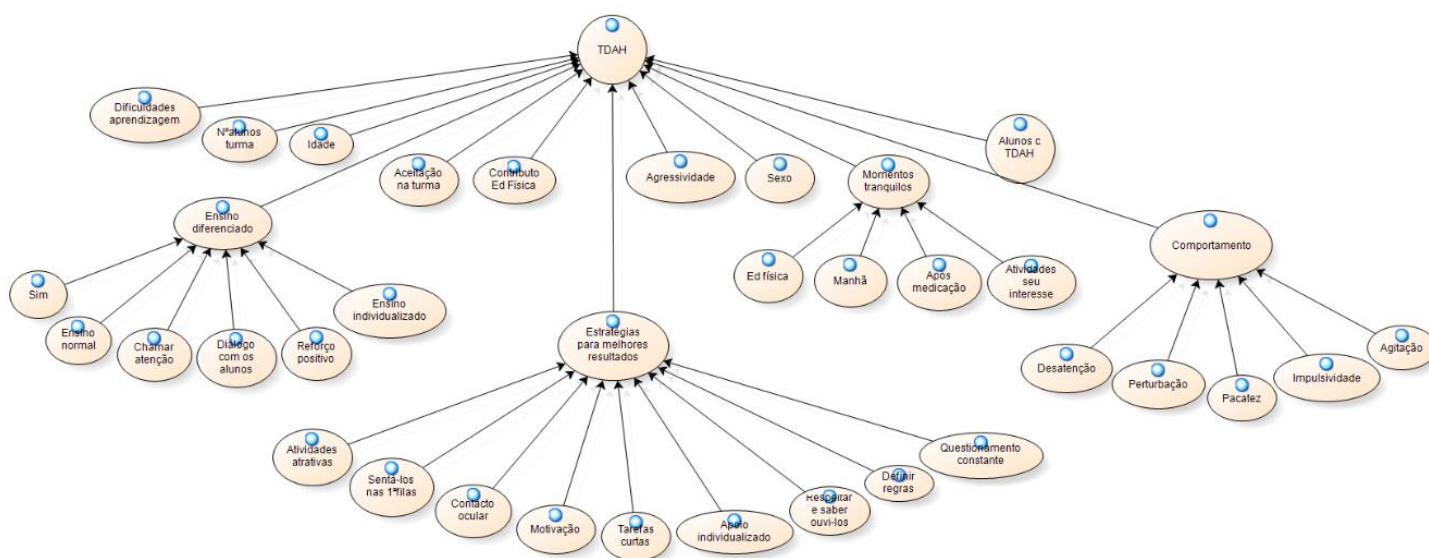 TDAH
Dificuldades
aprendizagem
Nºalunos
turma
Idade
Aceitação
na turma
Contributo
Ed Física
Agressividade
Sexo
Momentos
tranquilos
Alunos c
TDAH
Ensino
diferenciado
Comportamento
Sim
Ensino
normal
Chamar
atenção
Diálogo
com os
alunos
Reforço
positivo
Ensino
individualizado
Ed física
Manhã
Após
medicação
Atividades
seu
interesse
Estratégias
para melhores
resultados
Desatenção
Perturbação
Pacatez
Impulsividade
Agitação
Atividades
atrativas
Sentá-los
nas 1ªfilas
Contacto
ocular
Motivação
Tarefas
curtas
Apoio
individualizado
Respeitar
e saber
ouvi-los
Definir
regras
Questionamento
constante